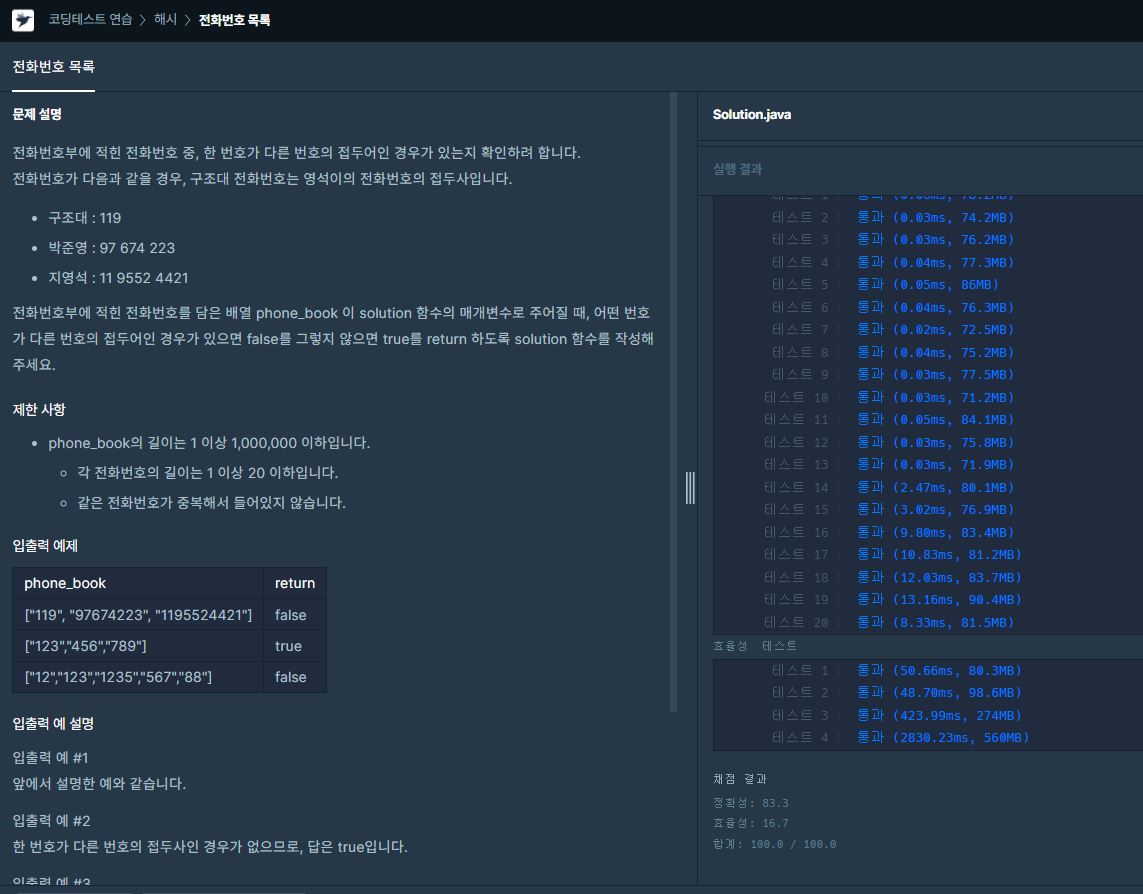 코딩테스트 연습 > 해시 > 전화번호 목록
전화번호 목록
문제 설명
전화번호부에 적힌 전화번호 중, 한 번호가 다른 번호의 접두어인 경우가 있는지 확인하려 합니다.
전화번호가 다음과 같을 경우, 구조대 전화번호는 영석이의 전화번호의 접두사입니다.
• 구조대 : 119
• 박준영 : 97 674 223
• 지영석 : 11 9552 4421
전화번호부에 적힌 전화번호를 담은 배열 phone_book 이 solution 함수의 매개변수로 주어질 때, 어떤 번호
가 다른 번호의 접두어인 경우가 있으면 false를 그렇지 않으면 true를 return 하도록 solution 함수를 작성해
주세요.
제한 사항
• phone_book의 길이는 1 이상 1,000,000 이하입니다.
◦ 각 전화번호의 길이는 1 이상 20 이하입니다.
◦ 같은 전화번호가 중복해서 들어있지 않습니다.
입출력 예제
phone_book return
["119", "97674223", "1195524421"] false
["123","456","789"] true
["12","123","1235","567","88"] false
입출력 예 설명
입출력 예 #1
앞에서 설명한 예와 같습니다.
입출력 예 #2
한 번호가 다른 번호의 접두사인 경우가 없으므로, 답은 true입니다.
입출력 예 #3
Solution.java
실행 결과
테스트 1 > 통과 (0.06ms, 78.2MB)
테스트 2 > 통과 (0.03ms, 74.2MB)
테스트 3 > 통과 (0.03ms, 76.2MB)
테스트 4 > 통과 (0.04ms, 77.3MB)
테스트 5 > 통과 (0.05ms, 86MB)
테스트 6 > 통과 (0.04ms, 76.3MB)
테스트 7 > 통과 (0.02ms, 72.5MB)
테스트 8 > 통과 (0.04ms, 75.2MB)
테스트 9 > 통과 (0.03ms, 77.5MB)
테스트 10 > 통과 (0.03ms, 71.2MB)
테스트 11 > 통과 (0.05ms, 84.1MB)
테스트 12 > 통과 (0.03ms, 75.8MB)
테스트 13 > 통과 (0.03ms, 71.9MB)
테스트 14 > 통과 (2.47ms, 80.1MB)
테스트 15 > 통과 (3.02ms, 76.9MB)
테스트 16 > 통과 (9.80ms, 83.4MB)
테스트 17 > 통과 (10.83ms, 81.2MB)
테스트 18 > 통과 (12.03ms, 83.7MB)
테스트 19 > 통과 (13.16ms, 90.4MB)
테스트 20 > 통과 (8.33ms, 81.5MB)
효율성 테스트
테스트 1 > 통과 (50.66ms, 80.3MB)
테스트 2 > 통과 (48.70ms, 98.6MB)
테스트 3 > 통과 (423.99ms, 274MB)
테스트 4 > 통과 (2830.23ms, 560MB)
채점 결과
정확성: 83.3
효율성: 16.7
합계: 100.0 / 100.0